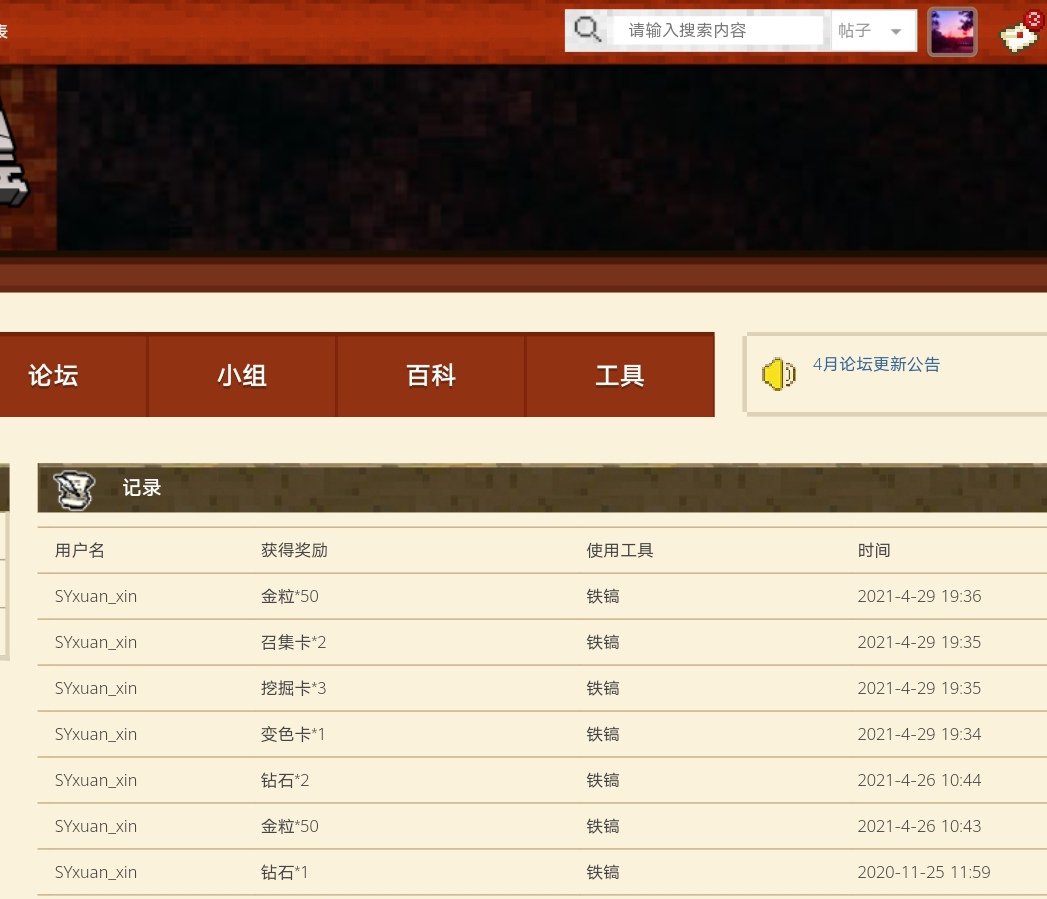 表
请输入搜索内容 帖子 3
论坛 小组 百科 工具
4月论坛更新公告
记录
用户名 获得奖励 使用工具 时间
SYxuan_xin 金粒*50 铁镐 2021-4-29 19:36
SYxuan_xin 召集卡*2 铁镐 2021-4-29 19:35
SYxuan_xin 挖掘卡*3 铁镐 2021-4-29 19:35
SYxuan_xin 变色卡*1 铁镐 2021-4-29 19:34
SYxuan_xin 钻石*2 铁镐 2021-4-26 10:44
SYxuan_xin 金粒*50 铁镐 2021-4-26 10:43
SYxuan_xin 钻石*1 铁镐 2020-11-25 11:59